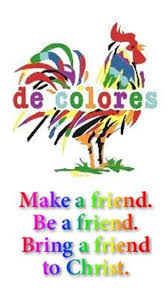 de colores
Make a friend.
Be a friend.
Bring a friend
to Christ.